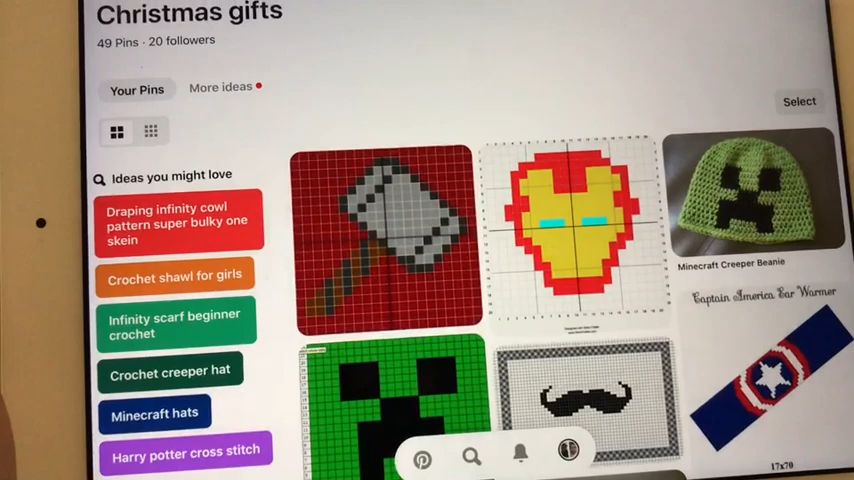 Christmas gifts
49 Pins · 20 followers
Your Pins
More ideas
Select
Ideas you might love
Draping infinity cowl
pattern super bulky one
skein
Crochet shawl for girls
Infinity scarf beginner
crochet
Crochet creeper hat
Minecraft hats
Harry potter cross stitch
Minecraft Creeper Beanie
Captain America Ear Warmer
17x70